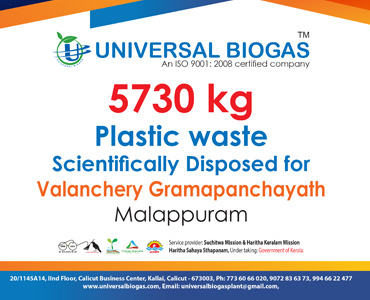 UNIVERSAL BIOGAS TM
An ISO 9001: 2008 certified company
5730 kg
Plastic waste
Scientifically Disposed for
Valanchery Gramapanchayath
Malappuram
Service provider: Suchitwa Mission & Haritha Keralam Mission
Haritha Sahaya Sthapanam, Under taking: Government of Kerala.
20/1145A14, IInd Floor, Calicut Business Center, Kallai, Calicut - 673003, Ph: 773 60 66 020, 9072 83 63 73, 994 66 22 477
www.universalbiogas.com, Email: universalbiogasplant@gmail.com,